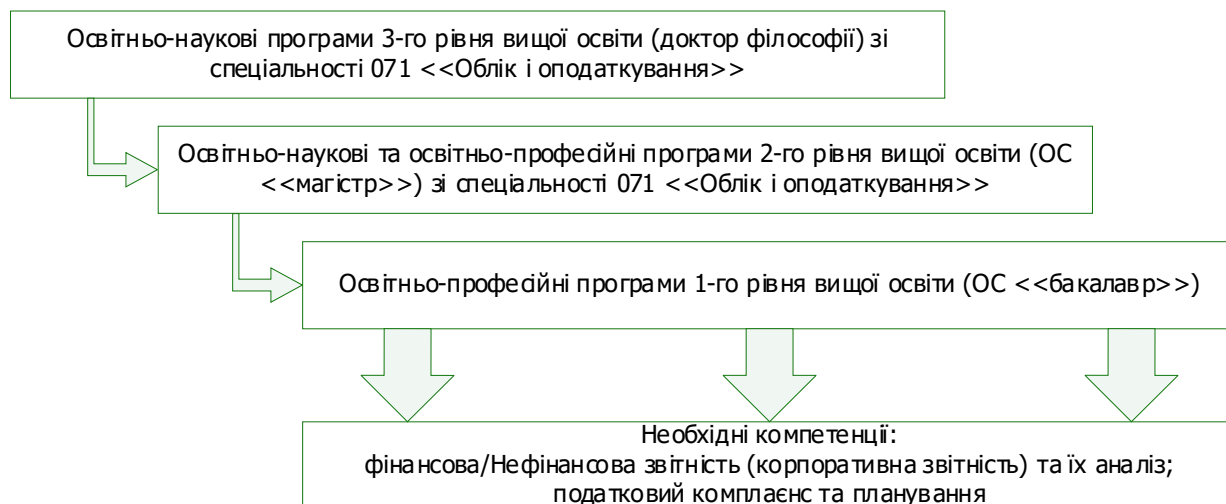 Освітньо-наукові програми 3-го рівня вищої освіти (доктор філософії) зі
спеціальності 071 <<Облік і оподаткування>>
Освітньо-наукові та освітньо-професійні програми 2-го рівня вищої освіти (ОС
<<магістр>>) зі спеціальності 071 <<Облік і оподаткування>>
Освітньо-професійні програми 1-го рівня вищої освіти (ОС <<бакалавр>>)
Необхідні компетенції:
фінансова/Нефінансова звітність (корпоративна звітність) та їх аналіз;
податковий комплаєнс та планування